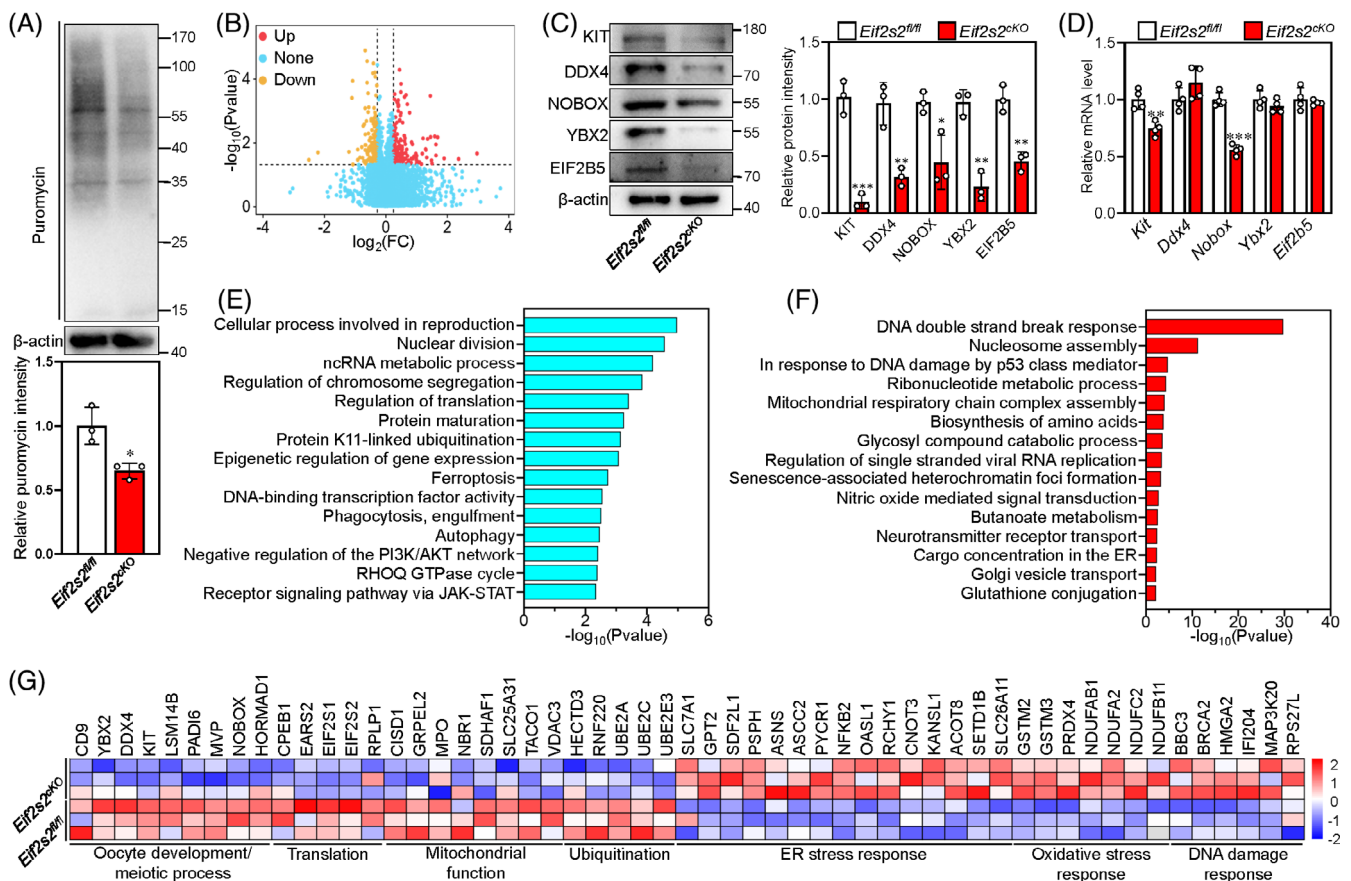 (A)
170
100
55
40
35
25
15
Puromycin
β-actin
40
Relative puromycin intensity
1.5
1.0
0.5
0.0
*
Eif2s2fl/fl
Eif2s2cKO
(B)
Up
None
Down
-log10(Pvalue)
4
2
0
-4
-2
0
2
4
log2(FC)
(C)
KIT
180
DDX4
70
NOBOX
55
YBX2
55
EIF2B5
70
β-actin
40
Eif2s2fl/fl
Eif2s2cKO
Eif2s2fl/fl
Eif2s2cKO
Relative protein intensity
1.5
1.0
0.5
0.0
***
**
*
**
**
KIT
DDX4
NOBOX
YBX2
EIF2B5
(D)
Eif2s2fl/fl
Eif2s2cKO
Relative mRNA level
1.5
1.0
0.5
0.0
**
***
Kit
Ddx4
Nobox
Ybx2
Eif2b5
(E)
Cellular process involved in reproduction
Nuclear division
ncRNA metabolic process
Regulation of chromosome segregation
Regulation of translation
Protein maturation
Protein K11-linked ubiquitination
Epigenetic regulation of gene expression
Ferroptosis
DNA-binding transcription factor activity
Phagocytosis, engulfment
Autophagy
Negative regulation of the PI3K/AKT network
RHOQ GTPase cycle
Receptor signaling pathway via JAK-STAT
0
2
4
6
-log10(Pvalue)
(F)
DNA double strand break response
Nucleosome assembly
In response to DNA damage by p53 class mediator
Ribonucleotide metabolic process
Mitochondrial respiratory chain complex assembly
Biosynthesis of amino acids
Glycosyl compound catabolic process
Regulation of single stranded viral RNA replication
Senescence-associated heterochromatin foci formation
Nitric oxide mediated signal transduction
Butanoate metabolism
Neurotransmitter receptor transport
Cargo concentration in the ER
Golgi vesicle transport
Glutathione conjugation
0
10
20
30
40
-log10(Pvalue)
(G)
CD9
YBX2
DDX4
KIT
LSM14B
PADI6
MVP
NOBOX
HORMAD1
CPEB1
EARS2
EIF2S1
EIF2S2
RPLP1
CISD1
GRPEL2
MPO
NBR1
SDHAF1
SLC25A31
TACO1
VDAC3
HECTD3
RNF220
UBE2A
UBE2C
UBE2E3
SLC7A1
GPT2
SDF2L1
PSPH
ASNS
ASCC2
PYCR1
NFKB2
OASL1
RCHY1
CNOT3
KANSL1
ACOT8
SETD1B
SLC26A11
GSTM2
GSTM3
PRDX4
NDUFAB1
NDUFA2
NDUFC2
NDUFB11
BBC3
BRCA2
HMGA2
IFI204
MAP3K20
RPS27L
Eif2s2cKO
Eif2s2fl/fl
2
1
0
-1
-2
Oocyte development/
meiotic process
Translation
Mitochondrial
function
Ubiquitination
ER stress response
Oxidative stress
response
DNA damage
response